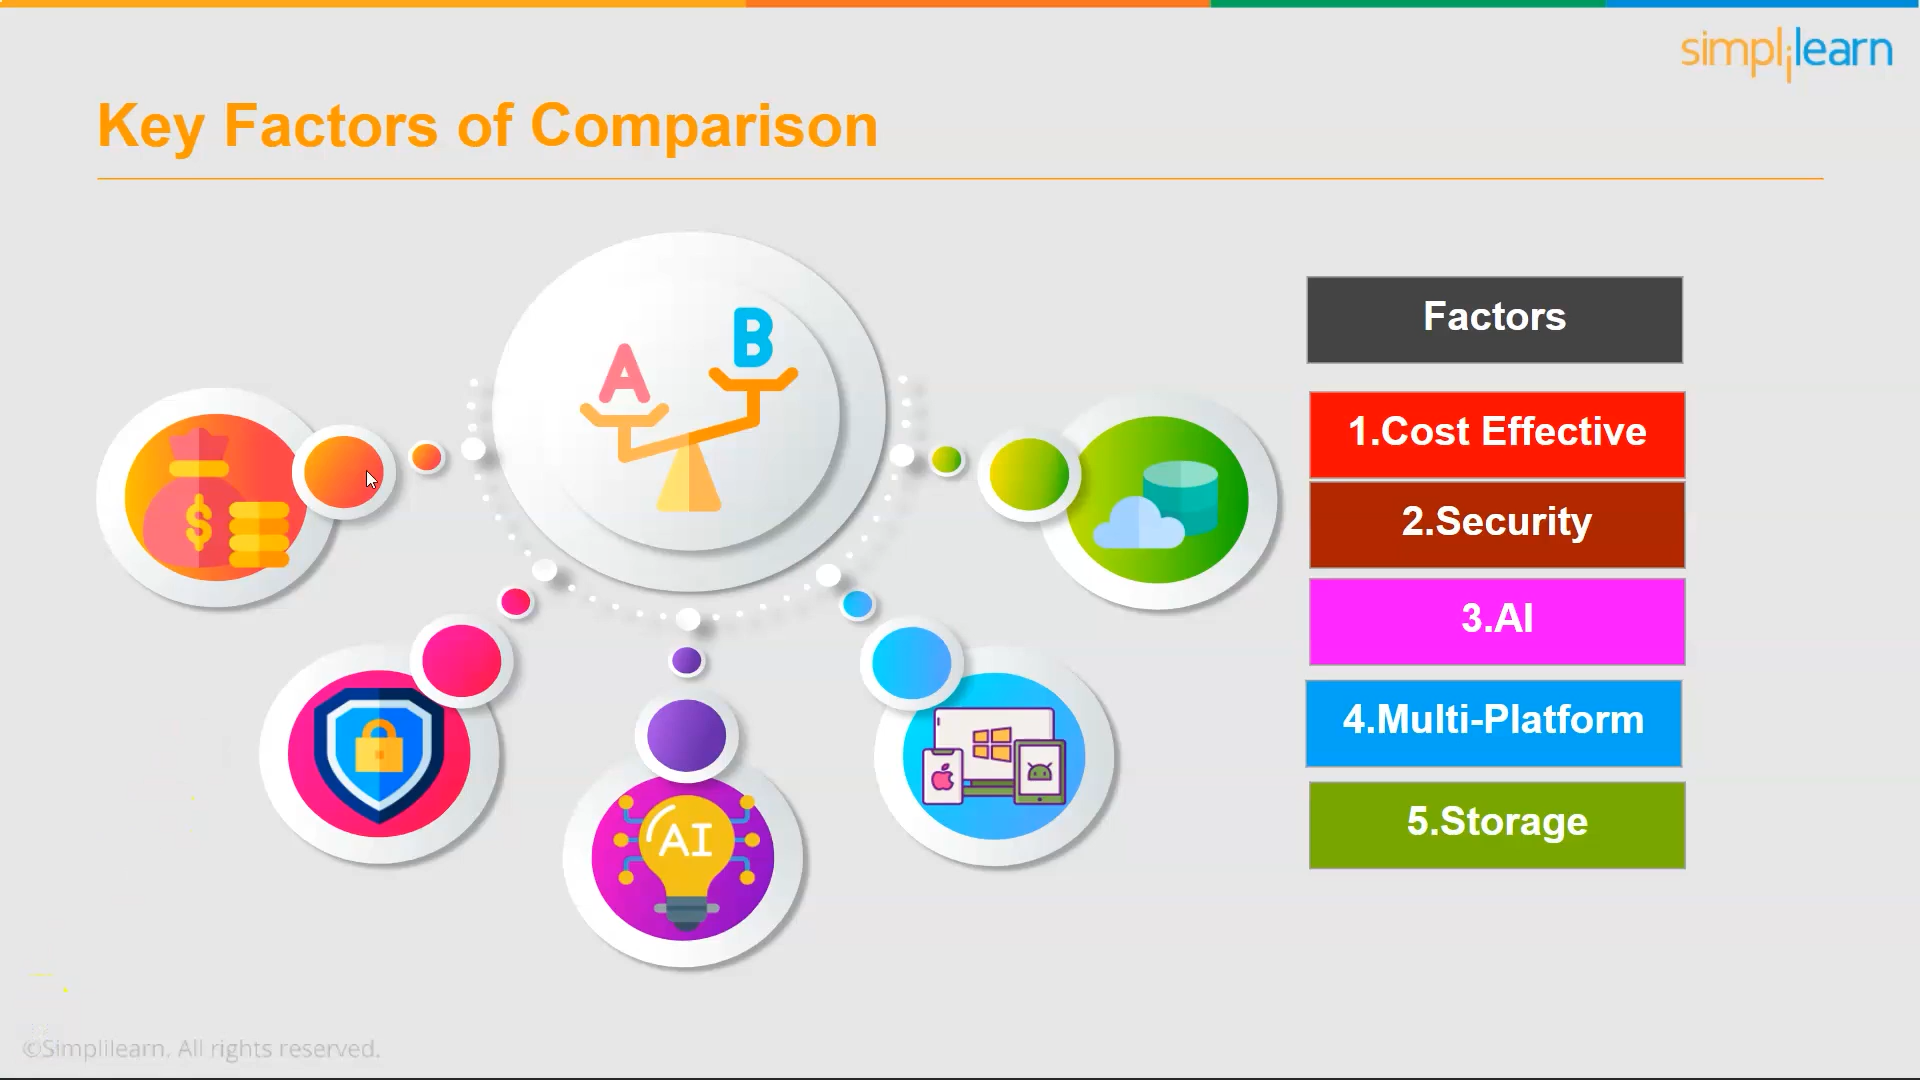 simplilearn
Key Factors of Comparison
A
B
$
AI
Factors
1.Cost Effective
2.Security
3.AI
4.Multi-Platform
5.Storage
©Simplilearn. All rights reserved.